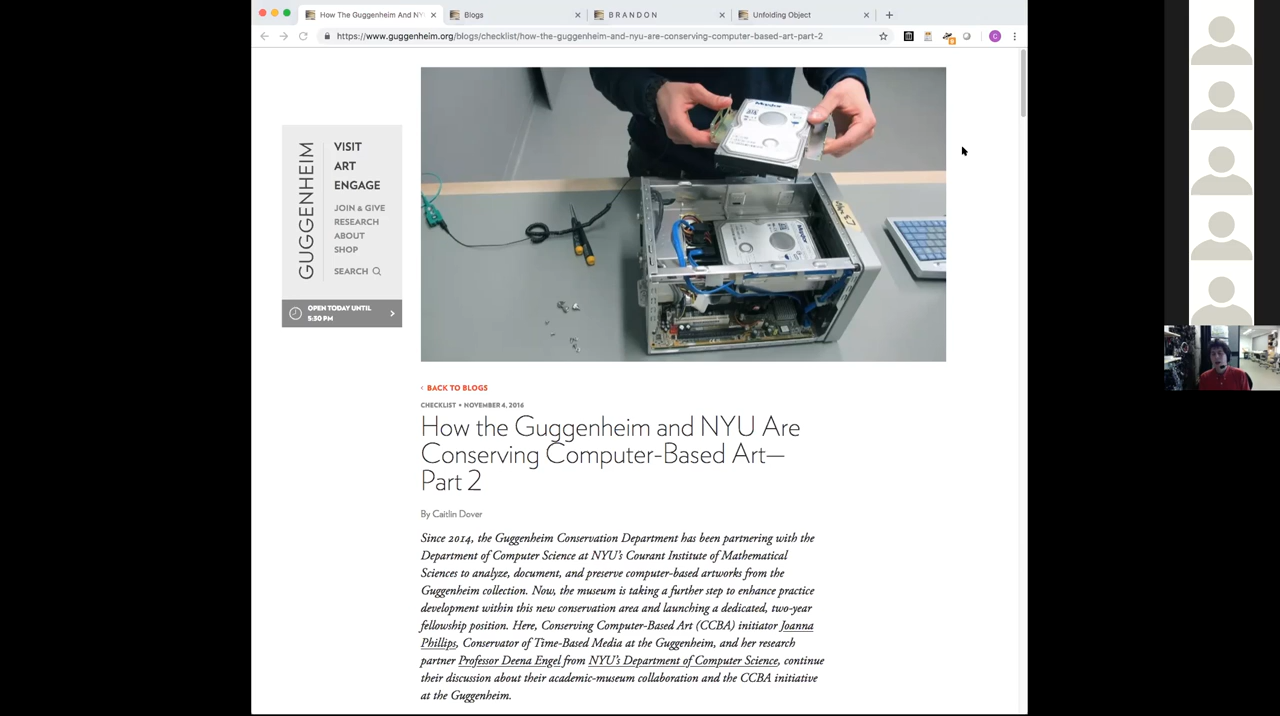 How The Guggenheim And NY
Blogs
B R A N D O N
Unfolding Object
https://www.guggenheim.org/blogs/checklist/how-the-guggenheim-and-nyu-are-conserving-computer-based-art-part-2
C
GUGGENHEIM
VISIT
ART
ENGAGE
JOIN & GIVE
RESEARCH
ABOUT
SHOP
SEARCH
OPEN TODAY UNTIL
5:30 PM
Maxtor
‹ BACK TO BLOGS
CHECKLIST • NOVEMBER 4, 2016
How the Guggenheim and NYU Are
Conserving Computer-Based Art—
Part 2
By Caitlin Dover
Since 2014, the Guggenheim Conservation Department has been partnering with the
Department of Computer Science at NYU's Courant Institute of Mathematical
Sciences to analyze, document, and preserve computer-based artworks from the
Guggenheim collection. Now, the museum is taking a further step to enhance practice
development within this new conservation area and launching a dedicated, two-year
fellowship position. Here, Conserving Computer-Based Art (CCBA) initiator Joanna
Phillips, Conservator of Time-Based Media at the Guggenheim, and her research
partner Professor Deena Engel from NYU's Department of Computer Science, continue
their discussion about their academic-museum collaboration and the CCBA initiative
at the Guggenheim.